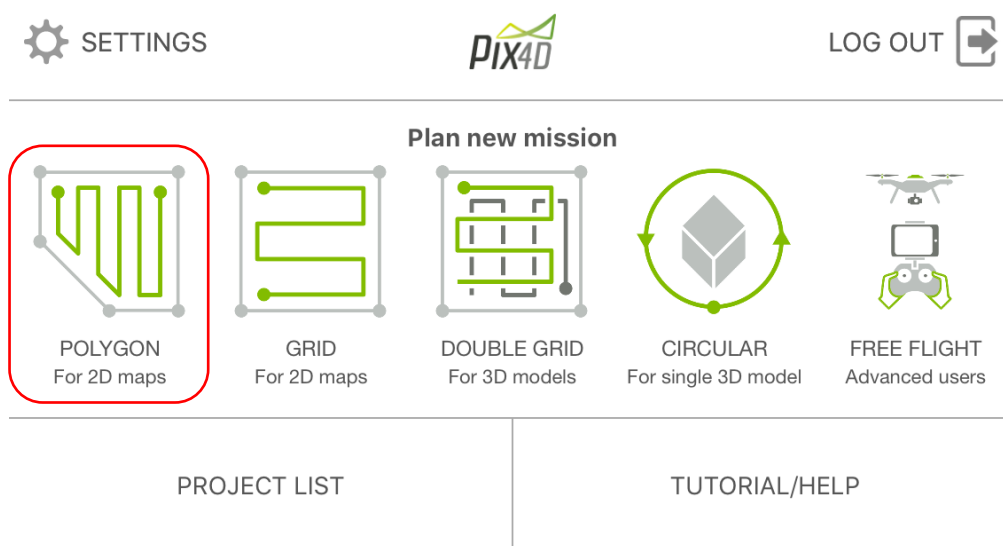 SETTINGS
PIX4D
LOG OUT
Plan new mission
POLYGON
For 2D maps
GRID
For 2D maps
DOUBLE GRID
For 3D models
CIRCULAR
For single 3D model
FREE FLIGHT
Advanced users
PROJECT LIST
TUTORIAL/HELP